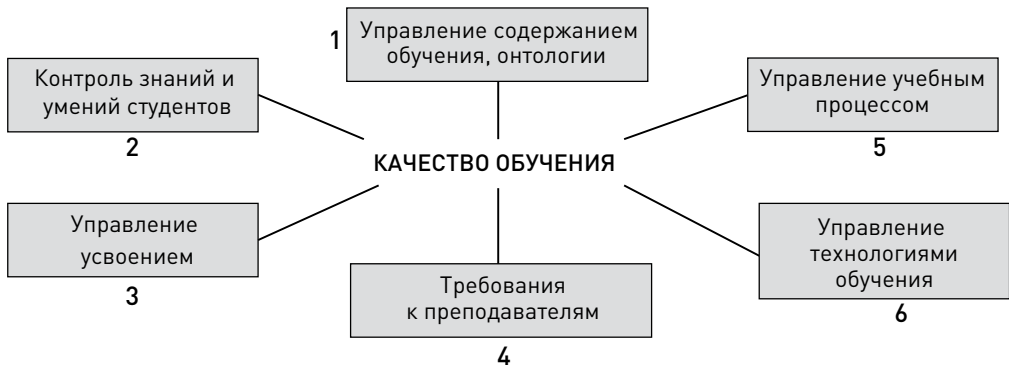 1
Управление содержанием
обучения, онтологии
Контроль знаний и
умений студентов
2
Управление учебным
процессом
5
КАЧЕСТВО ОБУЧЕНИЯ
Управление
усвоением
3
Требования
к преподавателям
4
Управление
технологиями
обучения
6